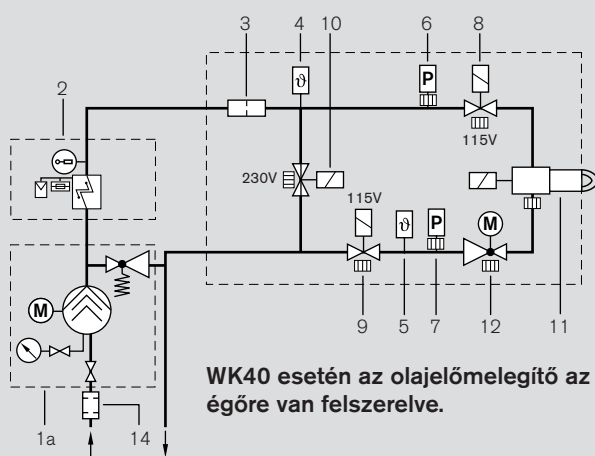 3 4 10 6 8
2
ϑ P
115V
230V
115V
ϑ P M
M
9 5 7 12 11
WK40 esetén az olajelőmelegítő az
égőre van felszerelve.
1a 14